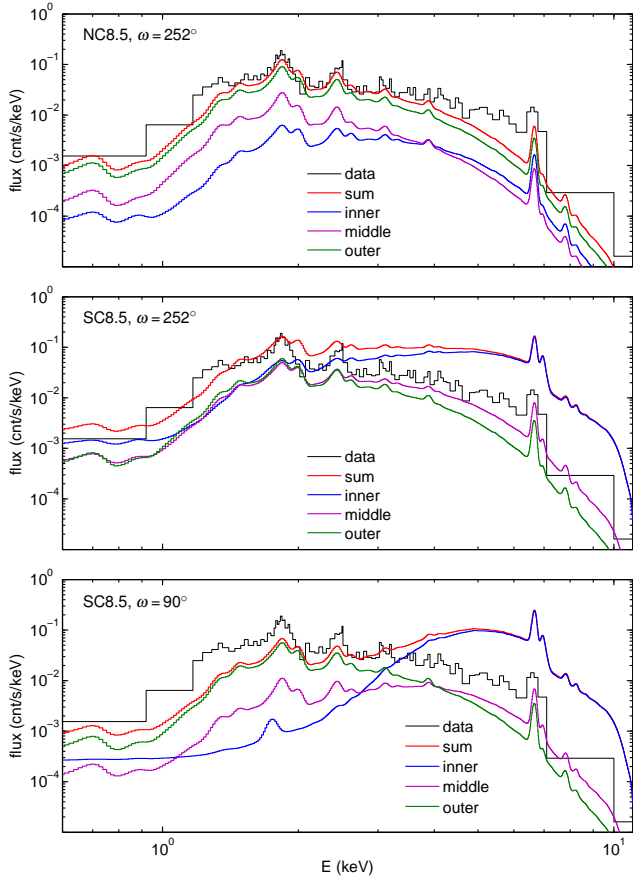 NC8.5, ω = 252°
flux (cnt/s/keV)
10⁰
10⁻¹
10⁻²
10⁻³
10⁻⁴
data
sum
inner
middle
outer
SC8.5, ω = 252°
flux (cnt/s/keV)
10⁰
10⁻¹
10⁻²
10⁻³
10⁻⁴
data
sum
inner
middle
outer
SC8.5, ω = 90°
flux (cnt/s/keV)
10⁰
10⁻¹
10⁻²
10⁻³
10⁻⁴
data
sum
inner
middle
outer
10⁰
10¹
E (keV)